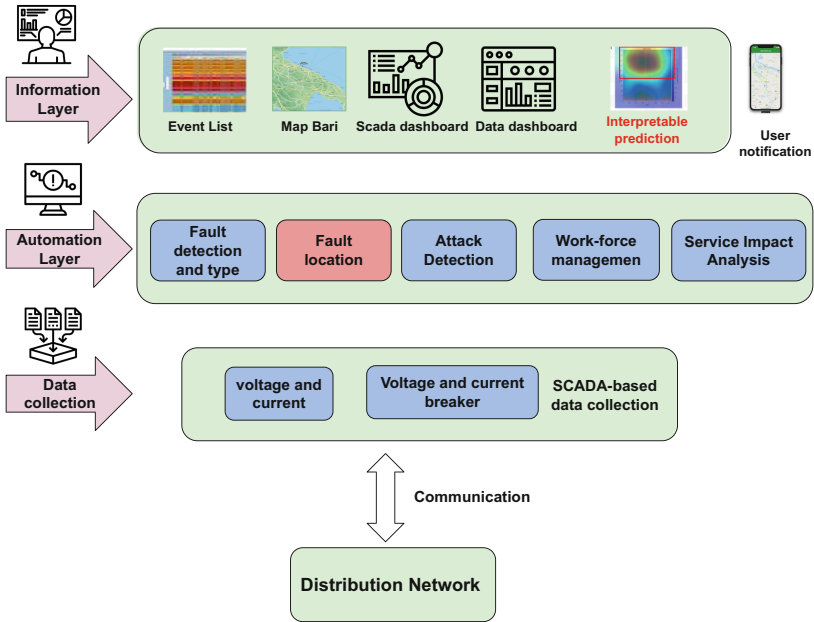 Information
Layer
Event List
Map Bari
Scada dashboard
Data dashboard
Interpretable
prediction
User
notification
Automation
Layer
Fault
detection
and type
Fault
location
Attack
Detection
Work-force
managemen
Service Impact
Analysis
Data
collection
voltage and
current
Voltage and current
breaker
SCADA-based
data collection
Communication
Distribution Network